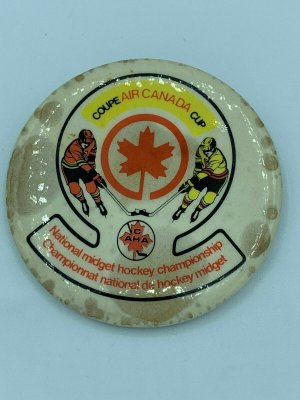 COUPE AIR CANADA CUP
C
AHA
National midget hockey championship
Championnat national de hockey midget